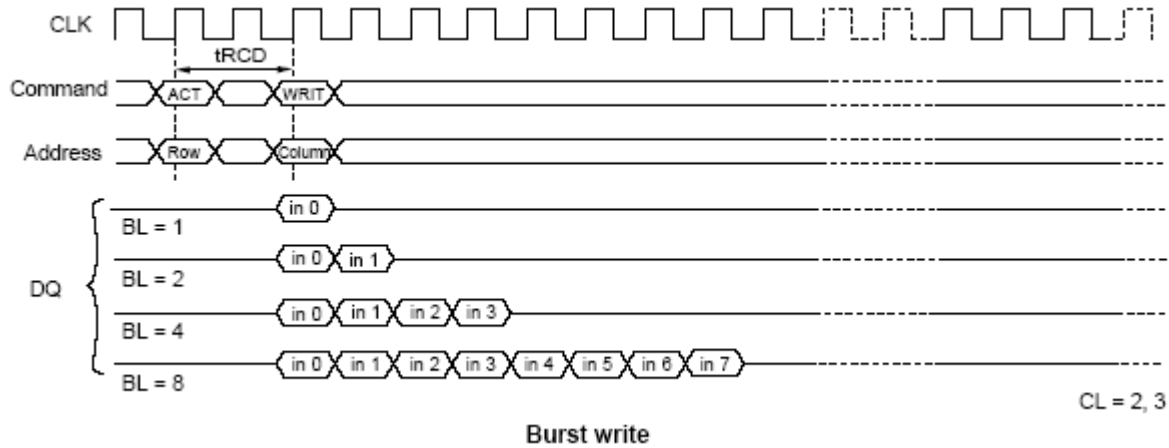 CLK
tRCD
Command ACT WRIT
Address Row Column
in 0
BL = 1
in 0 in 1
BL = 2
DQ
in 0 in 1 in 2 in 3
BL = 4
in 0 in 1 in 2 in 3 in 4 in 5 in 6 in 7
BL = 8
CL = 2, 3
Burst write